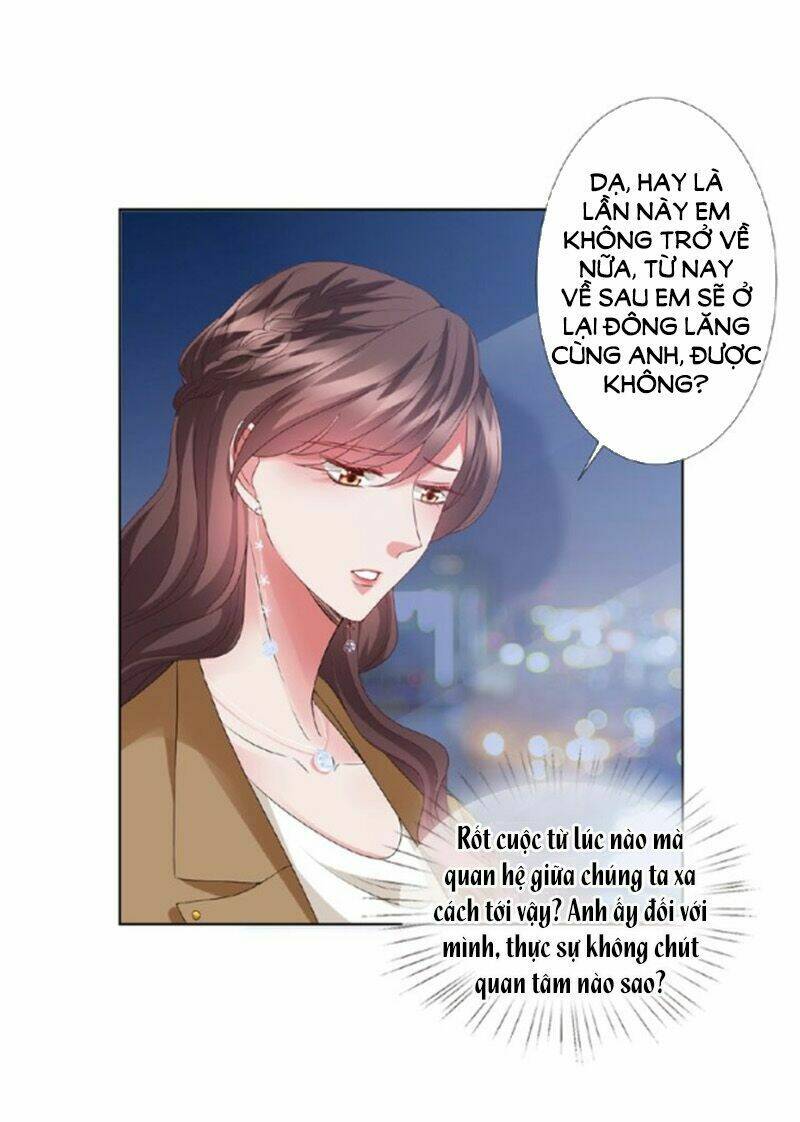 DẠ, HAY LÀ
LẦN NÀY EM
KHÔNG TRỞ VỀ
NỮA, TỪ NAY
VỀ SAU EM SẼ Ở
LẠI ĐÔNG LĂNG
CÙNG ANH, ĐƯỢC
KHÔNG?
Rốt cuộc từ lúc nào mà
quan hệ giữa chúng ta xa
cách tới vậy? Anh ấy đối với
mình, thực sự không chút
quan tâm nào sao?